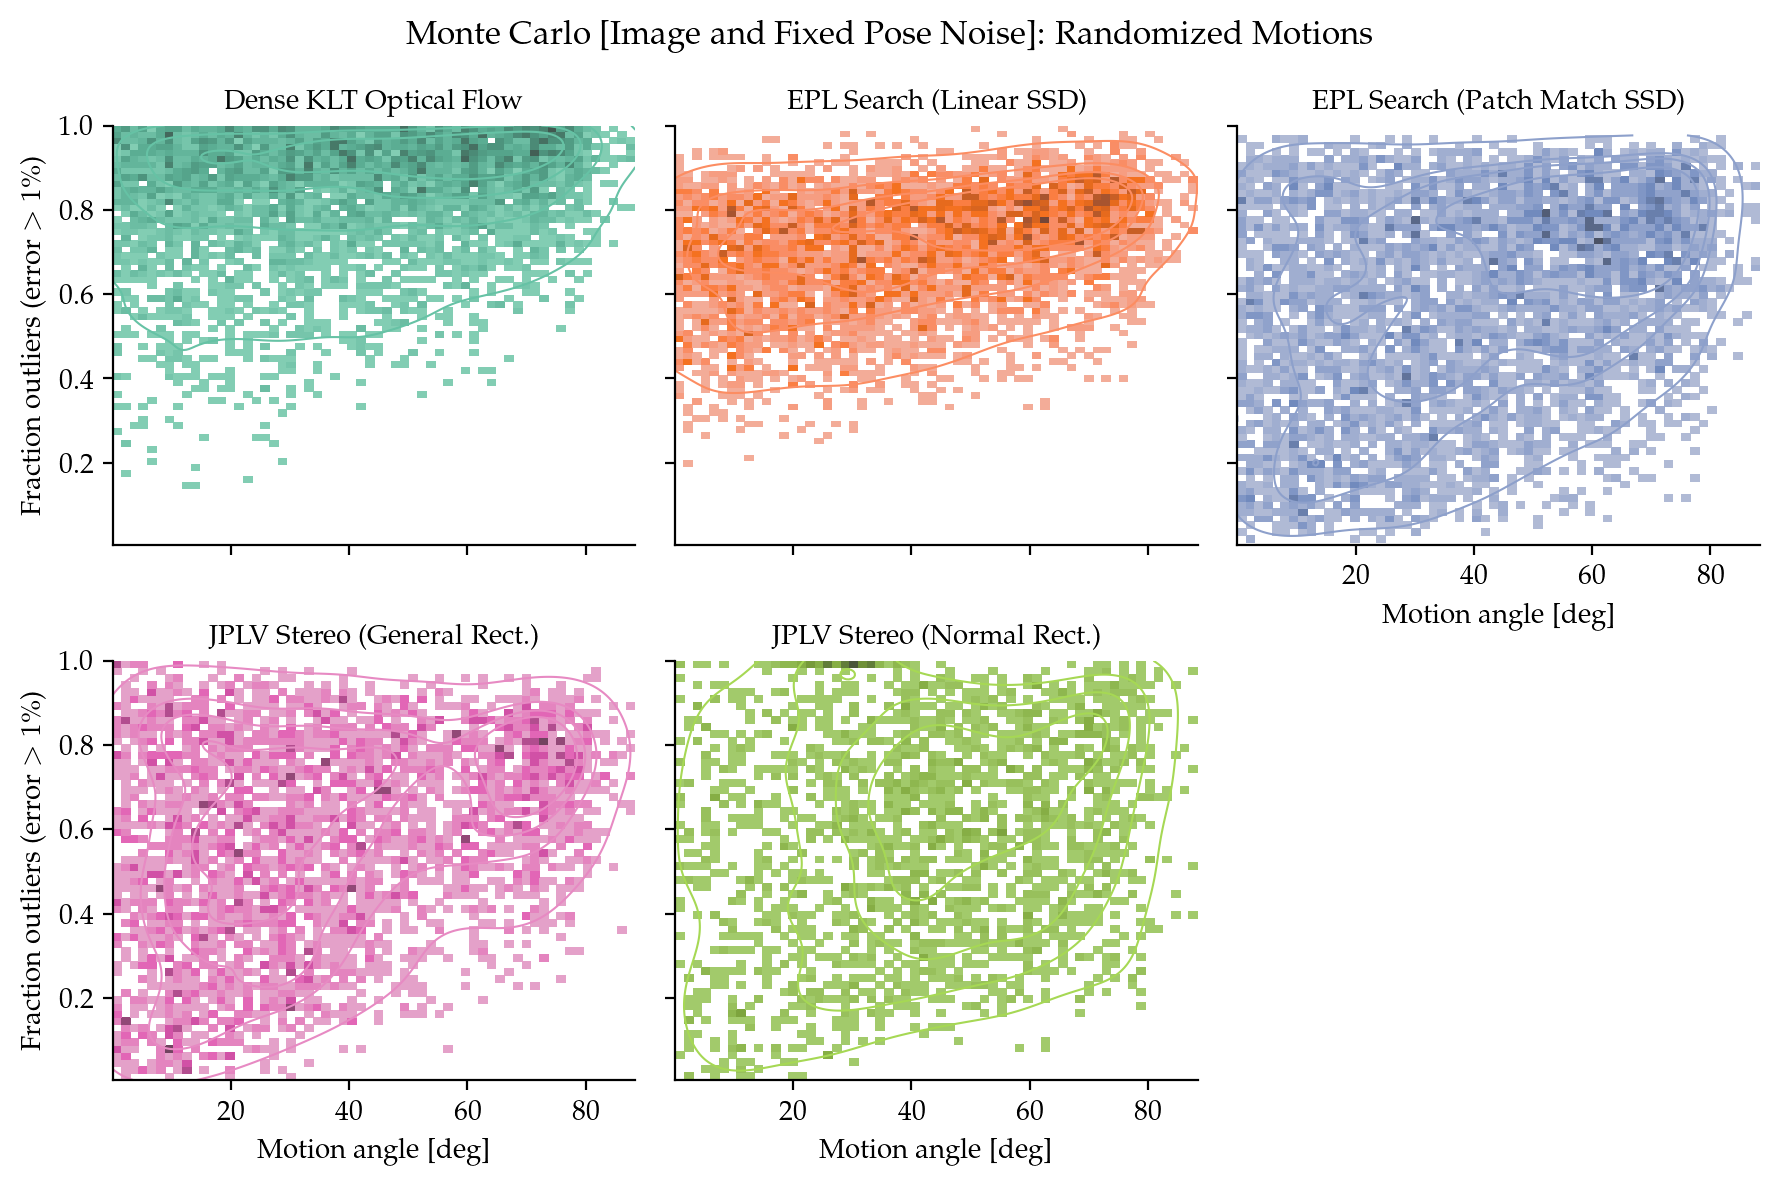 Monte Carlo [Image and Fixed Pose Noise]: Randomized Motions
Dense KLT Optical Flow
EPL Search (Linear SSD)
EPL Search (Patch Match SSD)
Fraction outliers (error > 1%)
1.0
0.8
0.6
0.4
0.2
20 40 60 80
Motion angle [deg]
JPLV Stereo (General Rect.)
JPLV Stereo (Normal Rect.)
Fraction outliers (error > 1%)
1.0
0.8
0.6
0.4
0.2
20 40 60 80
20 40 60 80
Motion angle [deg]
Motion angle [deg]